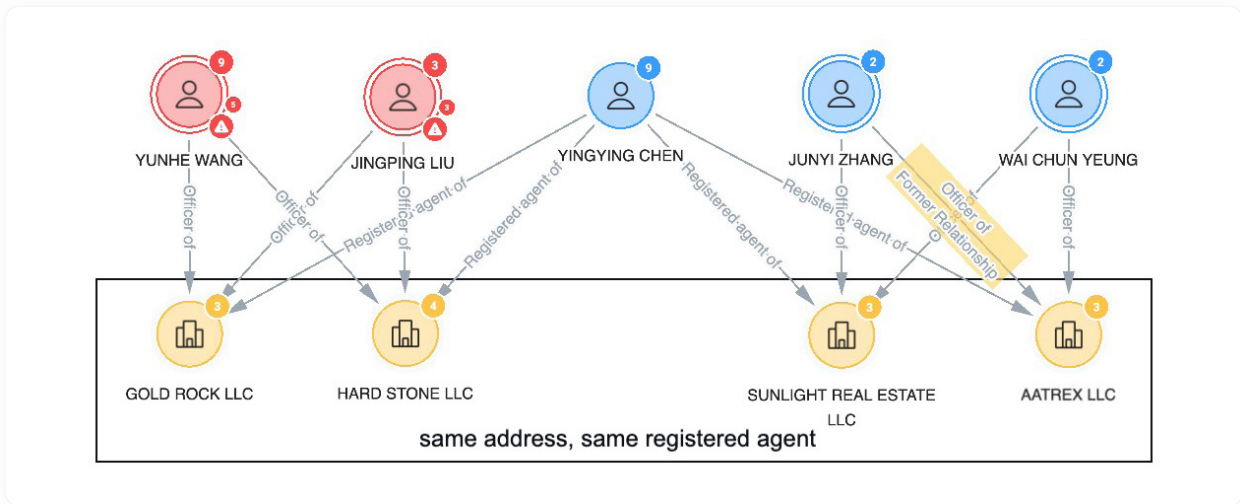 9
5
3
3
9
2
2
YUNHE WANG
JINGPING LIU
YINGYING CHEN
JUNYI ZHANG
WAI CHUN YEUNG
Officer of
Officer of
Officer of
Officer of
Registered agent of
Registered agent of
Registered agent of
Registered agent of
Officer of
Officer of
Former Relationship
Officer of
3
4
3
3
GOLD ROCK LLC
HARD STONE LLC
SUNLIGHT REAL ESTATE
LLC
AATREX LLC
same address, same registered agent